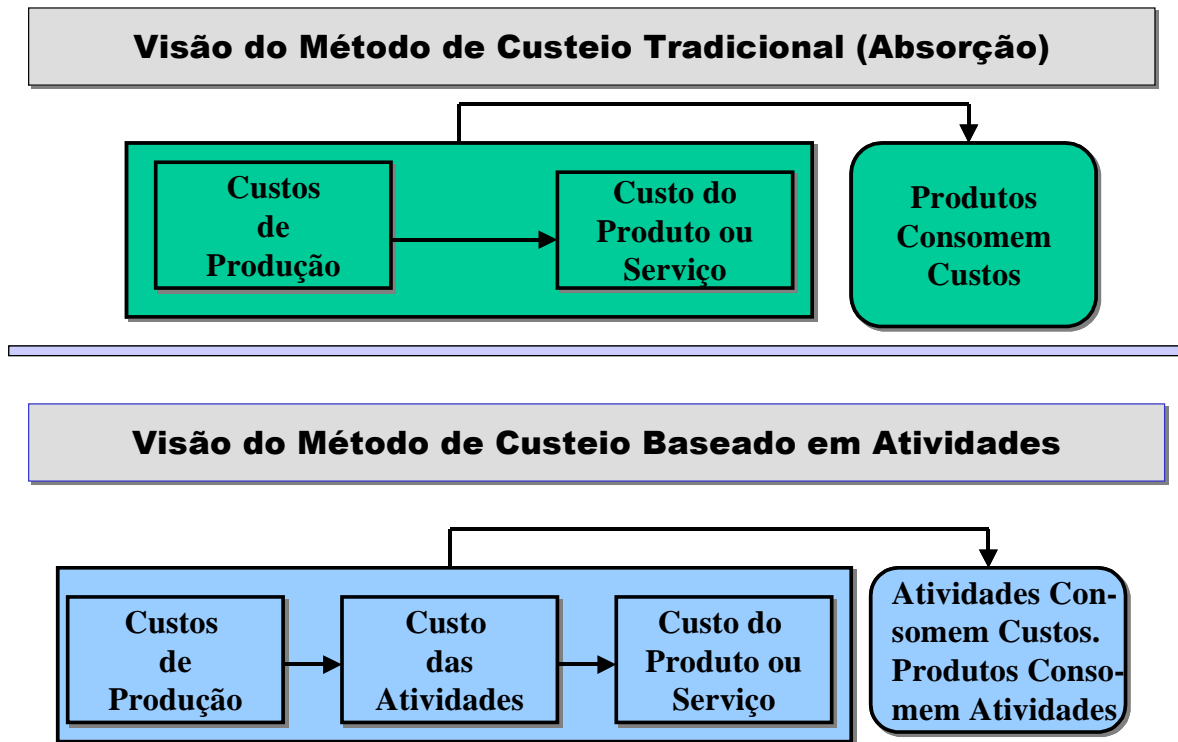 Visão do Método de Custeio Tradicional (Absorção)
Custos
de
Produção
Custo do
Produto ou
Serviço
Produtos
Consomem
Custos
Visão do Método de Custeio Baseado em Atividades
Custos
de
Produção
Custo
das
Atividades
Custo do
Produto ou
Serviço
Atividades Con-
somem Custos.
Produtos Conso-
mem Atividades